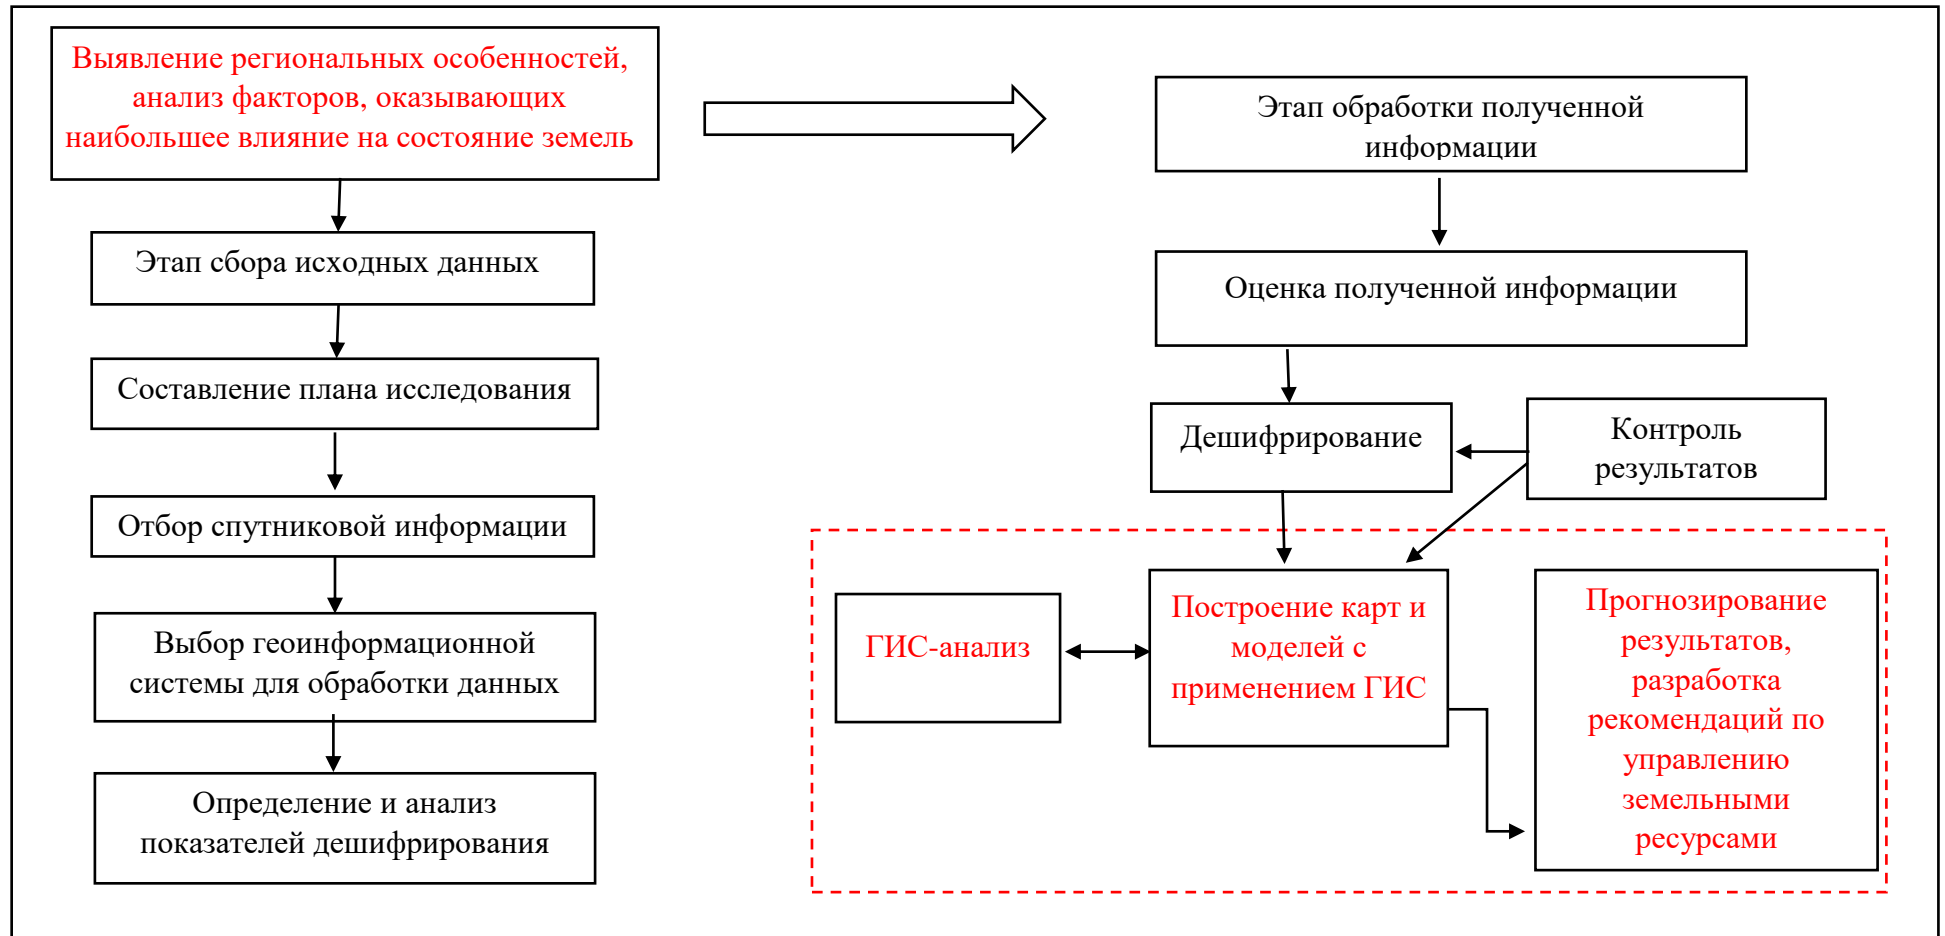 Выявление региональных особенностей,
анализ факторов, оказывающих
наибольшее влияние на состояние земель
Этап сбора исходных данных
Составление плана исследования
Отбор спутниковой информации
Выбор геоинформационной
системы для обработки данных
Определение и анализ
показателей дешифрирования
Этап обработки полученной
информации
Оценка полученной информации
Дешифрирование
Контроль
результатов
ГИС-анализ
Построение карт и
моделей с
применением ГИС
Прогнозирование
результатов,
разработка
рекомендаций по
управлению
земельными
ресурсами